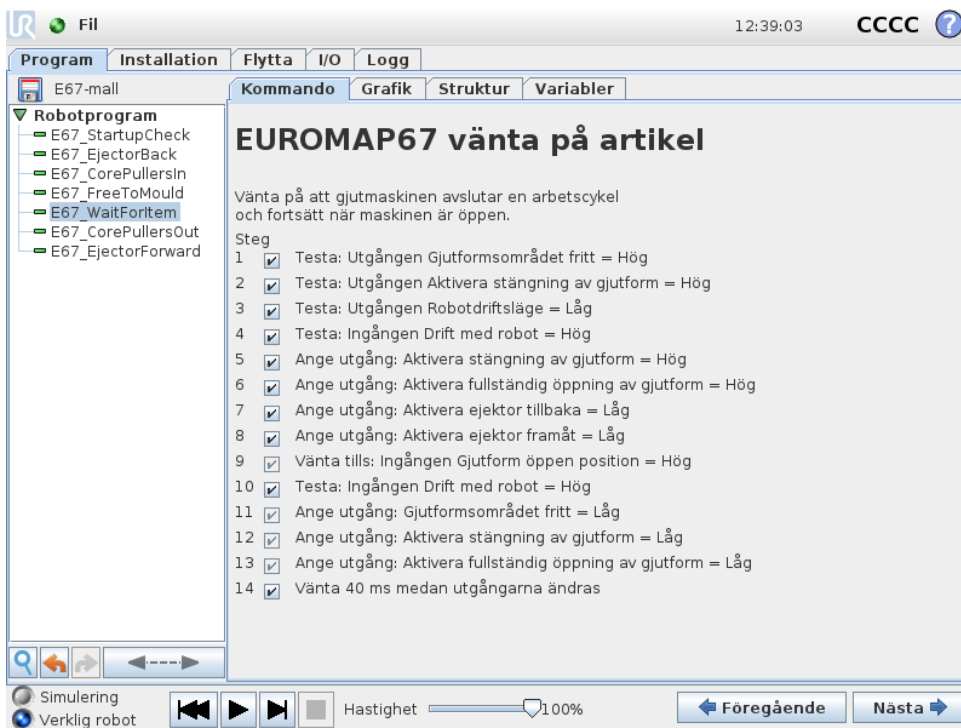 UR Fil 12:39:03 CCCC ?
Program Installation Flytta I/O Logg
E67-mall Kommando Grafik Struktur Variabler
Robotprogram
E67_StartupCheck
E67_EjectorBack
E67_CorePullersIn
E67_FreeToMould
E67_WaitForItem
E67_CorePullersOut
E67_EjectorForward
EUROMAP67 vänta på artikel
Vänta på att gjutmaskinen avslutar en arbetscykel
och fortsätt när maskinen är öppen.
Steg
1 Testa: Utgången Gjutformsområdet fritt = Hög
2 Testa: Utgången Aktivera stängning av gjutform = Hög
3 Testa: Utgången Robotdriftsläge = Låg
4 Testa: Ingången Drift med robot = Hög
5 Ange utgång: Aktivera stängning av gjutform = Hög
6 Ange utgång: Aktivera fullständig öppning av gjutform = Hög
7 Ange utgång: Aktivera ejektor tillbaka = Låg
8 Ange utgång: Aktivera ejektor framåt = Låg
9 Vänta tills: Ingången Gjutform öppen position = Hög
10 Testa: Ingången Drift med robot = Hög
11 Ange utgång: Gjutformsområdet fritt = Låg
12 Ange utgång: Aktivera stängning av gjutform = Låg
13 Ange utgång: Aktivera fullständig öppning av gjutform = Låg
14 Vänta 40 ms medan utgångarna ändras
Simulering
Verklig robot
Hastighet 100%
Föregående Nästa